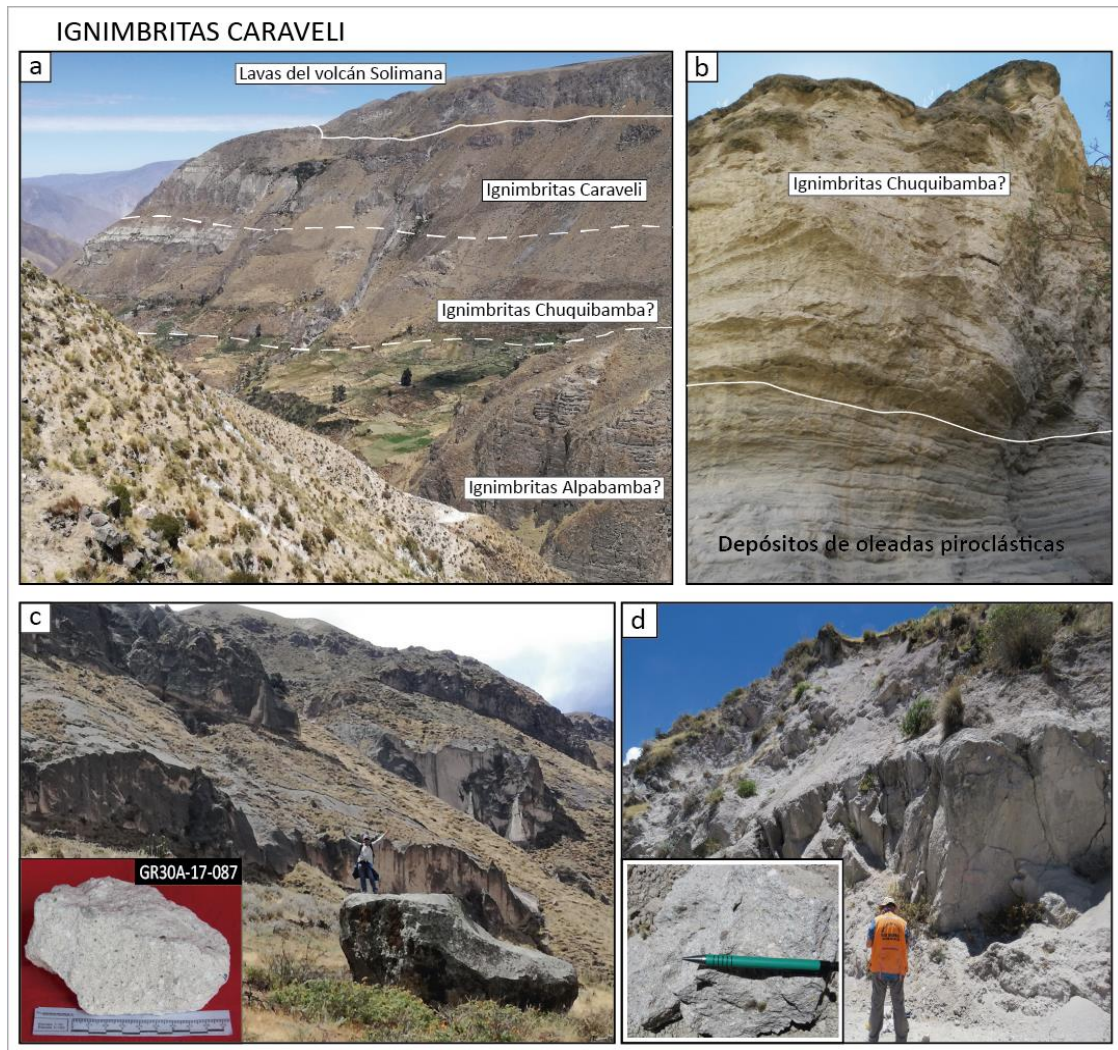 IGNIMBRITAS CARAVELI
a
Lavas del volcán Solimana
Ignimbritas Caraveli
Ignimbritas Chuquibamba?
Ignimbritas Alpabamba?
b
Ignimbritas Chuquibamba?
Depósitos de oleadas piroclásticas
c
GR30A-17-087
d